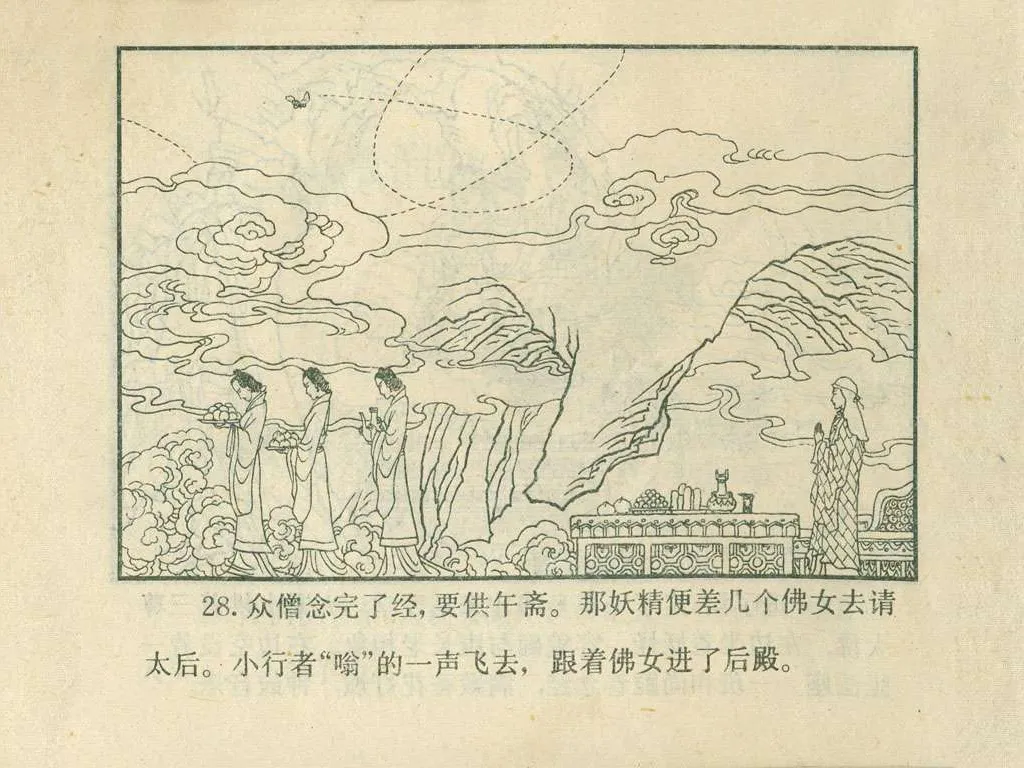 28. 众僧念完了经，要供午斋。那妖精便差几个佛女去请
太后。小行者“嗡”的一声飞去，跟着佛女进了后殿。